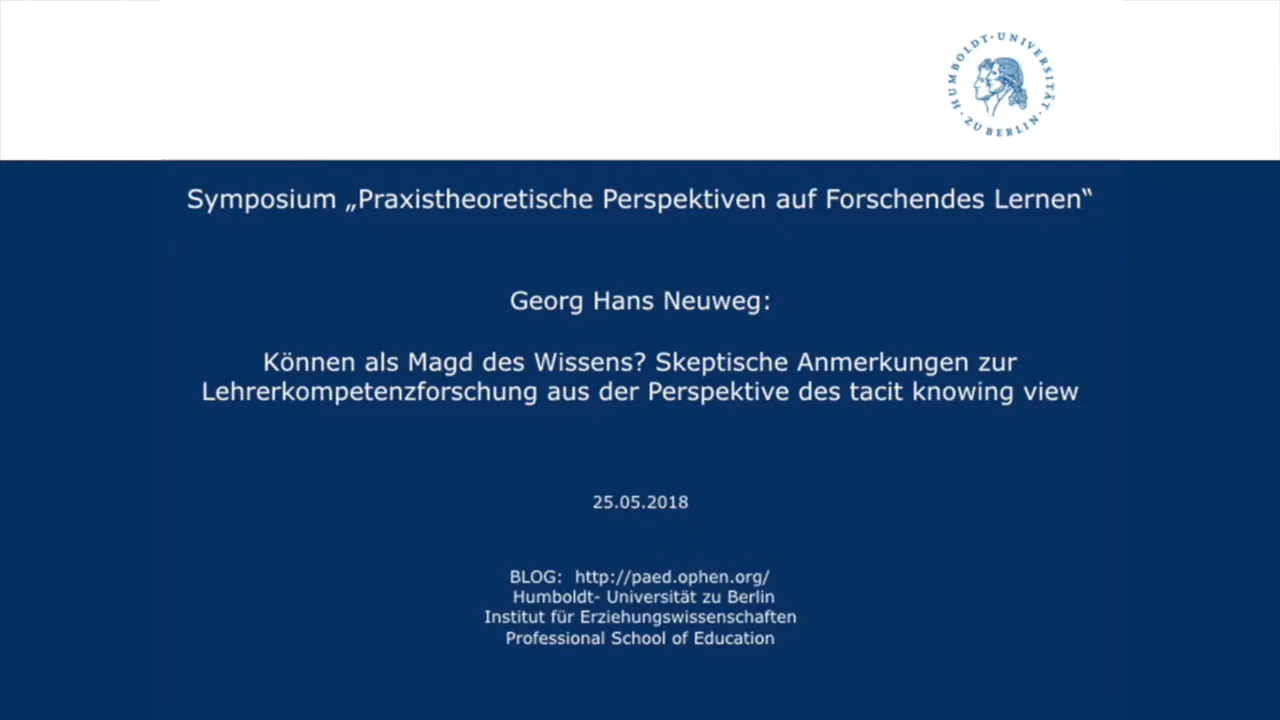 HUMBOLDT-UNIVERSITÄT · ZU BERLIN ·
Symposium „Praxistheoretische Perspektiven auf Forschendes Lernen“
Georg Hans Neuweg:
Können als Magd des Wissens? Skeptische Anmerkungen zur
Lehrerkompetenzforschung aus der Perspektive des tacit knowing view
25.05.2018
BLOG: http://paed.ophen.org/
Humboldt- Universität zu Berlin
Institut für Erziehungswissenschaften
Professional School of Education